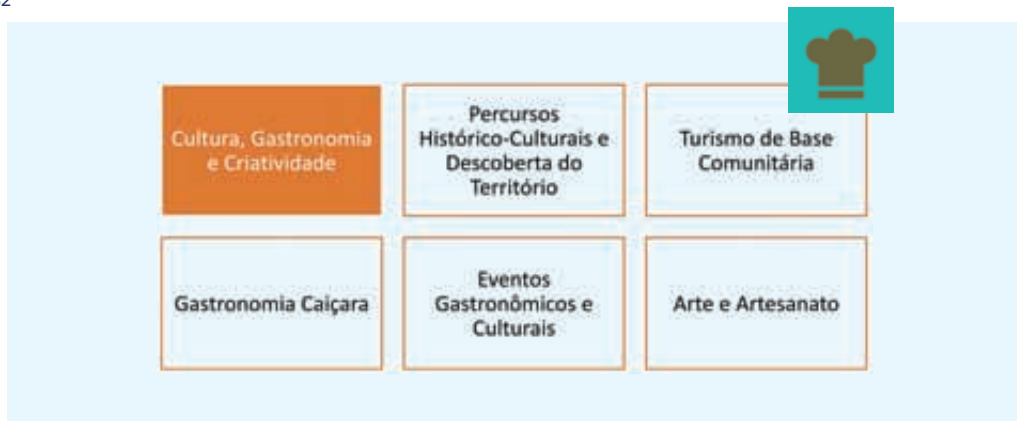 Cultura, Gastronomia
e Criatividade
Percursos
Histórico-Culturais e
Descoberta do
Território
Turismo de Base
Comunitária
Gastronomia Caiçara
Eventos
Gastronômicos e
Culturais
Arte e Artesanato